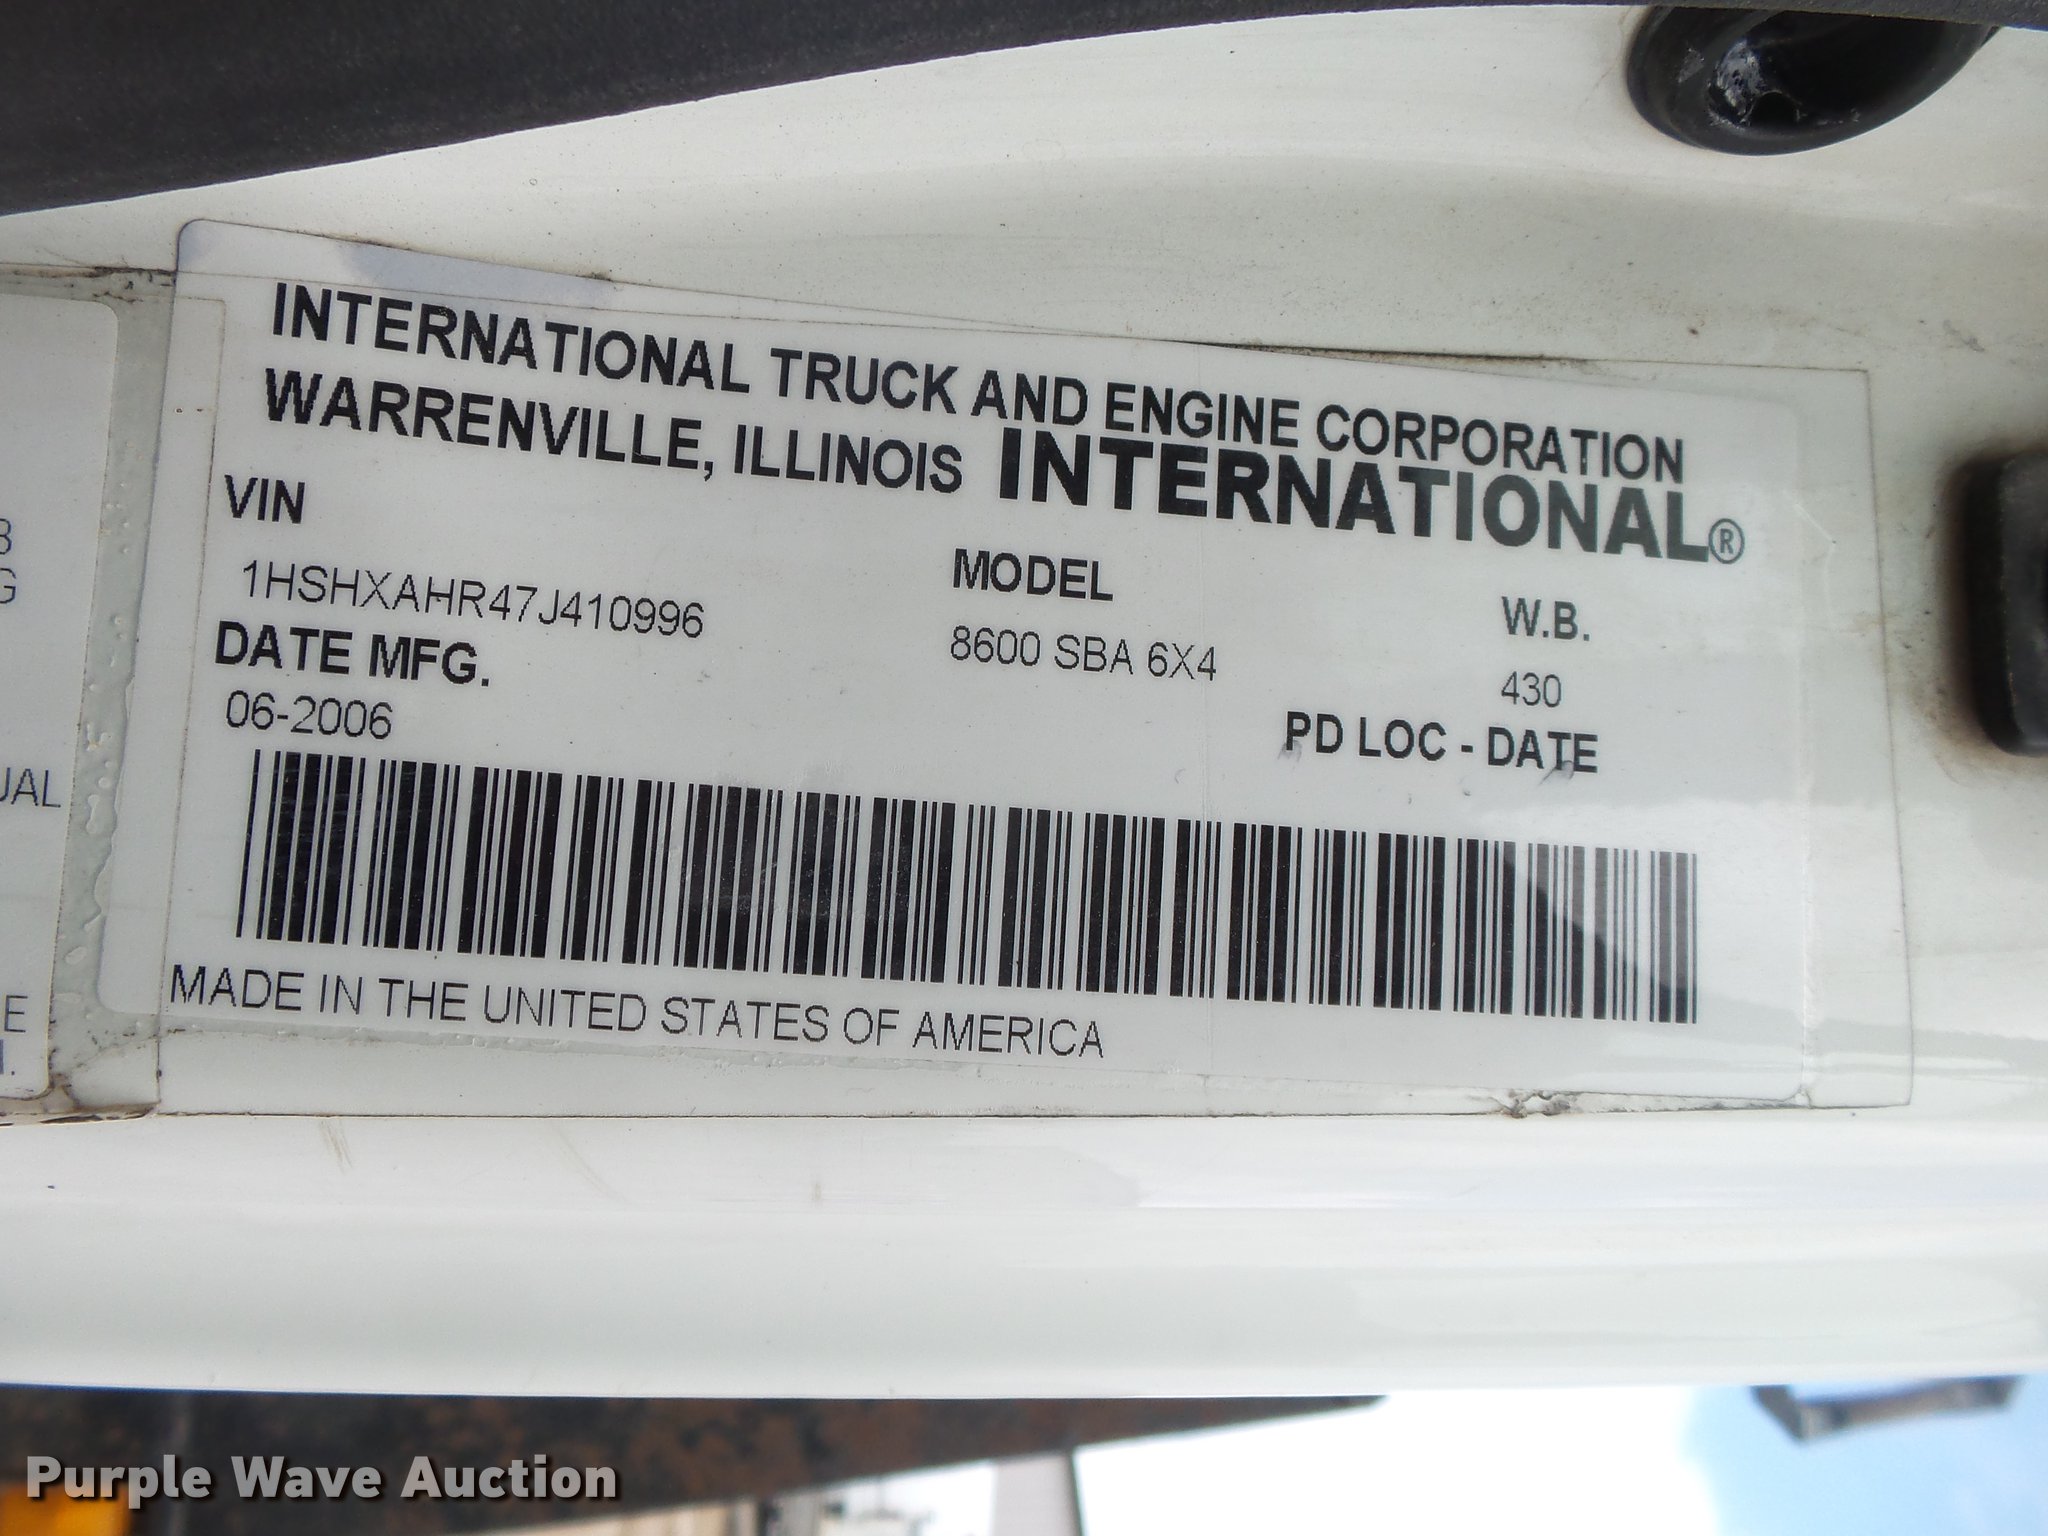 INTERNATIONAL TRUCK AND ENGINE CORPORATION
WARRENVILLE, ILLINOIS INTERNATIONAL®
VIN
1HSHXAHR47J410996
MODEL
8600 SBA 6X4
W.B.
430
DATE MFG.
06-2006
PD LOC - DATE
MADE IN THE UNITED STATES OF AMERICA
Purple Wave Auction